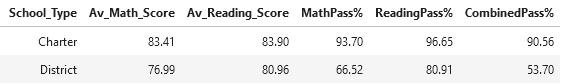 School_Type Av_Math_Score Av_Reading_Score MathPass% ReadingPass% CombinedPass%
Charter 83.41 83.90 93.70 96.65 90.56
District 76.99 80.96 66.52 80.91 53.70